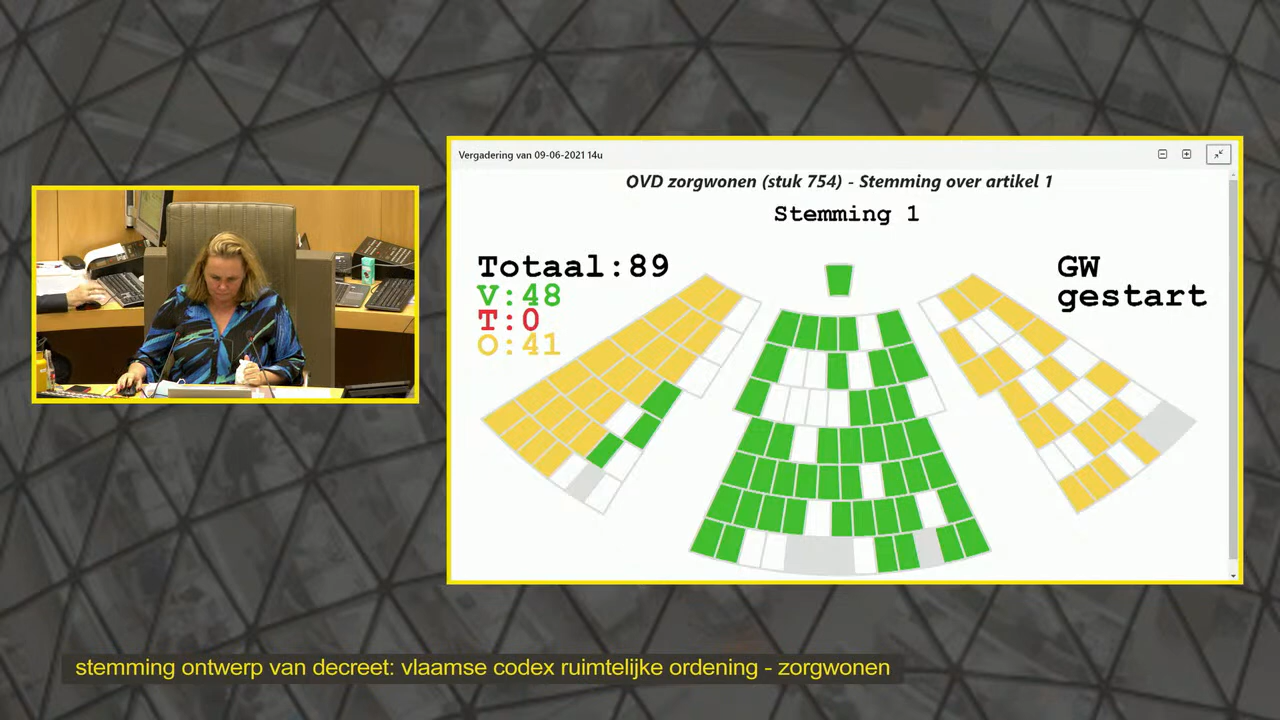 Vergadering van 09-06-2021 14u
OVD zorgwonen (stuk 754) - Stemming over artikel 1
Stemming 1
Totaal:89
V:48
T:0
O:41
GW
gestart
stemming ontwerp van decreet: vlaamse codex ruimtelijke ordening - zorgwonen